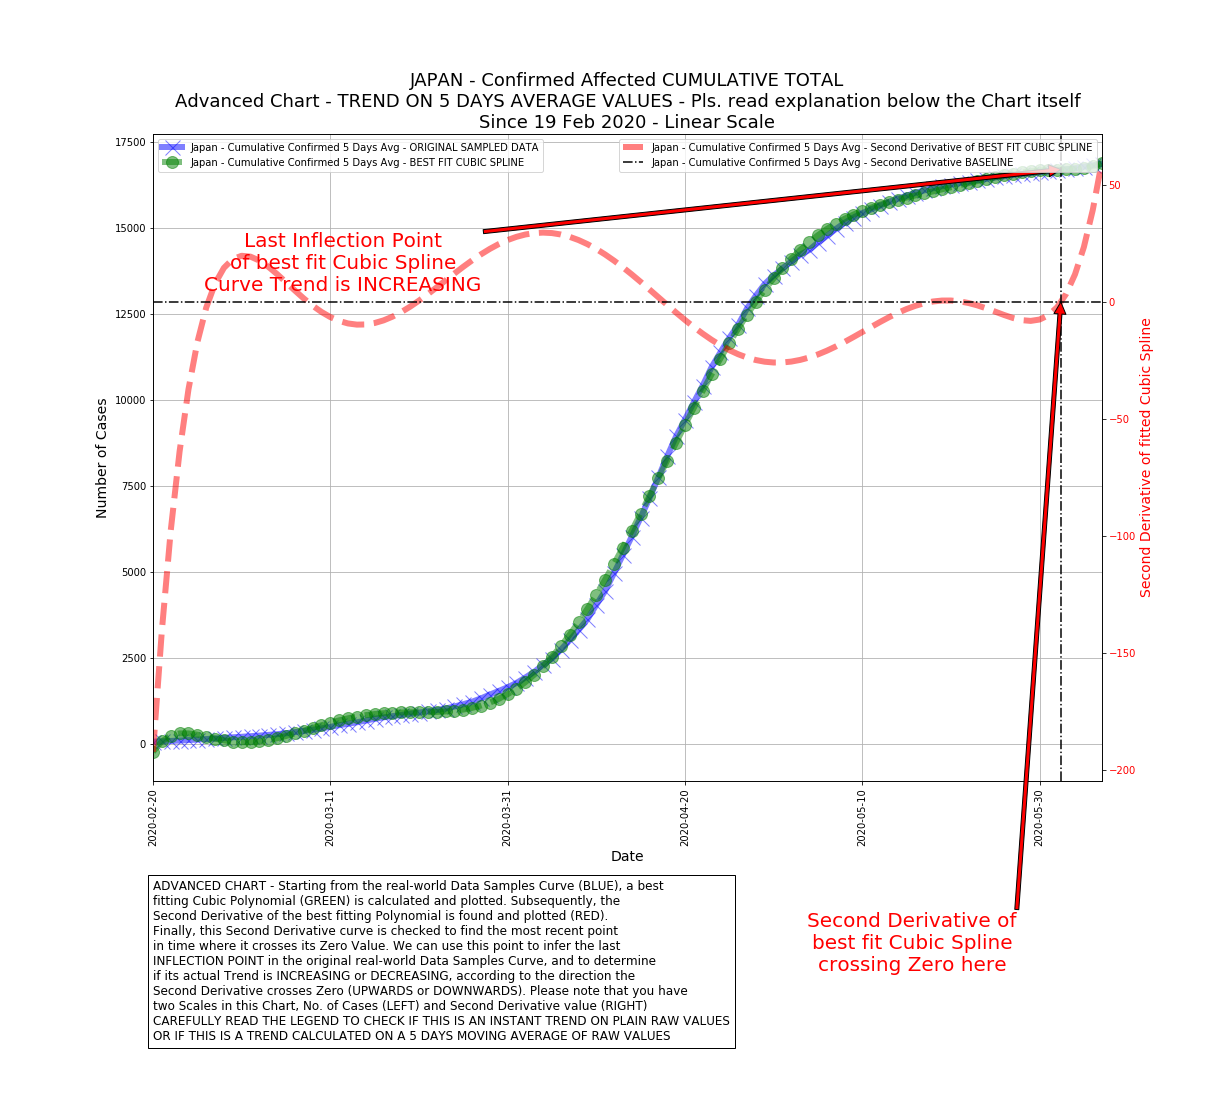 JAPAN - Confirmed Affected CUMULATIVE TOTAL
Advanced Chart - TREND ON 5 DAYS AVERAGE VALUES - Pls. read explanation below the Chart itself
Since 19 Feb 2020 - Linear Scale
Japan - Cumulative Confirmed 5 Days Avg - ORIGINAL SAMPLED DATA
Japan - Cumulative Confirmed 5 Days Avg - BEST FIT CUBIC SPLINE
Japan - Cumulative Confirmed 5 Days Avg - Second Derivative of BEST FIT CUBIC SPLINE
Japan - Cumulative Confirmed 5 Days Avg - Second Derivative BASELINE
Last Inflection Point
of best fit Cubic Spline
Curve Trend is INCREASING
Number of Cases
17500
15000
12500
10000
7500
5000
2500
0
50
0
−50
−100
−150
−200
Second Derivative of fitted Cubic Spline
2020-02-20
2020-03-11
2020-03-31
2020-04-20
2020-05-10
2020-05-30
Date
Second Derivative of
best fit Cubic Spline
crossing Zero here
ADVANCED CHART - Starting from the real-world Data Samples Curve (BLUE), a best
fitting Cubic Polynomial (GREEN) is calculated and plotted. Subsequently, the
Second Derivative of the best fitting Polynomial is found and plotted (RED).
Finally, this Second Derivative curve is checked to find the most recent point
in time where it crosses its Zero Value. We can use this point to infer the last
INFLECTION POINT in the original real-world Data Samples Curve, and to determine
if its actual Trend is INCREASING or DECREASING, according to the direction the
Second Derivative crosses Zero (UPWARDS or DOWNWARDS). Please note that you have
two Scales in this Chart, No. of Cases (LEFT) and Second Derivative value (RIGHT)
CAREFULLY READ THE LEGEND TO CHECK IF THIS IS AN INSTANT TREND ON PLAIN RAW VALUES
OR IF THIS IS A TREND CALCULATED ON A 5 DAYS MOVING AVERAGE OF RAW VALUES